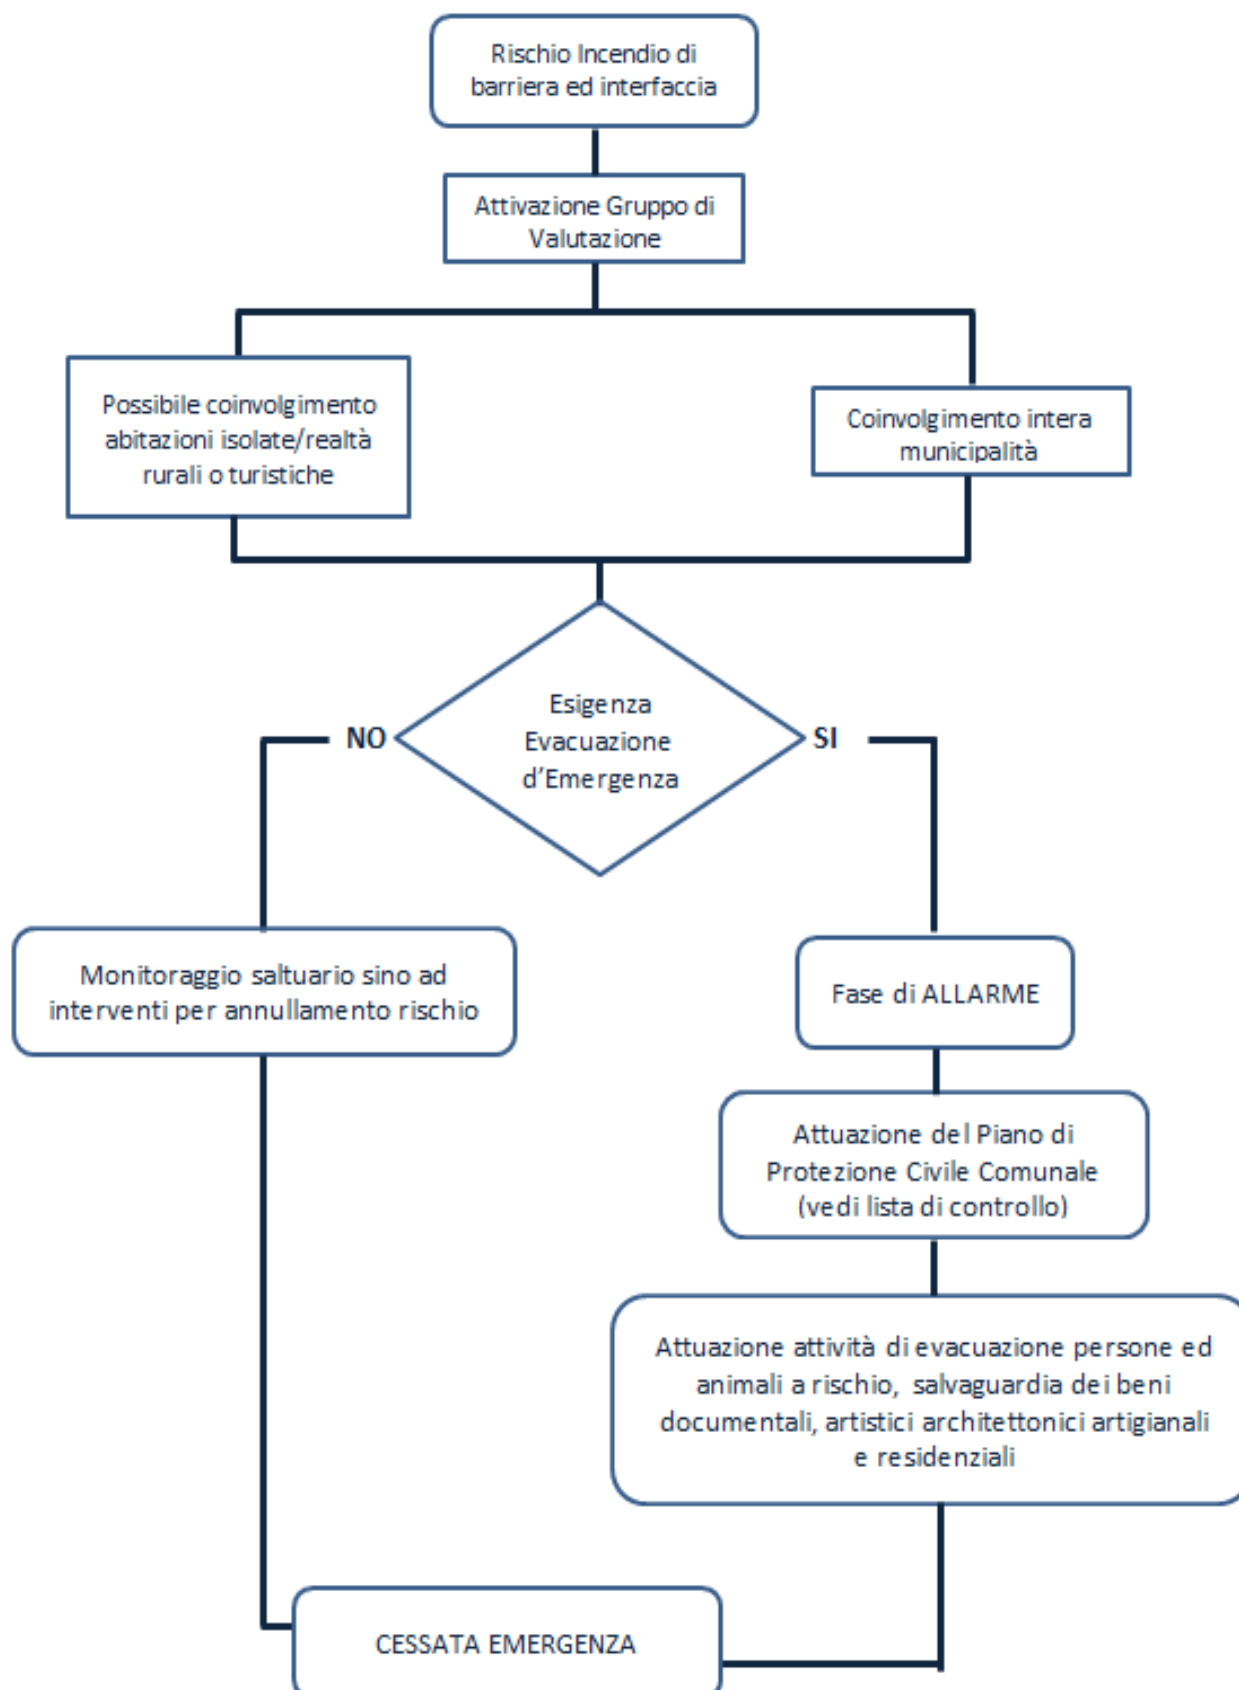 Rischio Incendio di
barriera ed interfaccia
Attivazione Gruppo di
Valutazione
Possibile coinvolgimento
abitazioni isolate/realtà
rurali o turistiche
Coinvolgimento intera
municipalità
Esigenza
Evacuazione
d'Emergenza
NO
SI
Monitoraggio saltuario sino ad
interventi per annullamento rischio
Fase di ALLARME
Attuazione del Piano di
Protezione Civile Comunale
(vedi lista di controllo)
Attuazione attività di evacuazione persone ed
animali a rischio, salvaguardia dei beni
documentali, artistici architettonici artigianali
e residenziali
CESSATA EMERGENZA